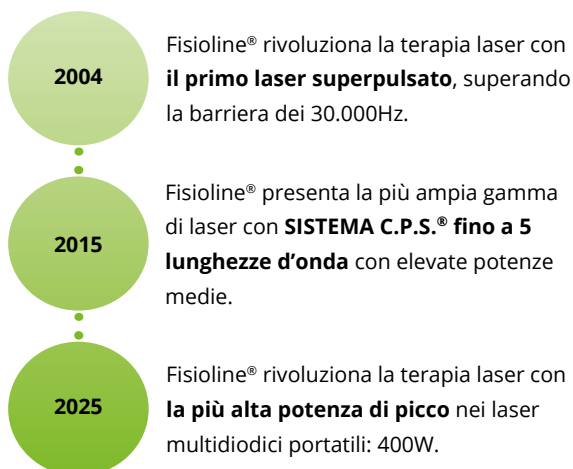 2004
Fisioline® rivoluziona la terapia laser con
il primo laser superpulsato, superando
la barriera dei 30.000Hz.
2015
Fisioline® presenta la più ampia gamma
di laser con SISTEMA C.P.S.® fino a 5
lunghezze d’onda con elevate potenze
medie.
2025
Fisioline® rivoluziona la terapia laser con
la più alta potenza di picco nei laser
multidiodici portatili: 400W.